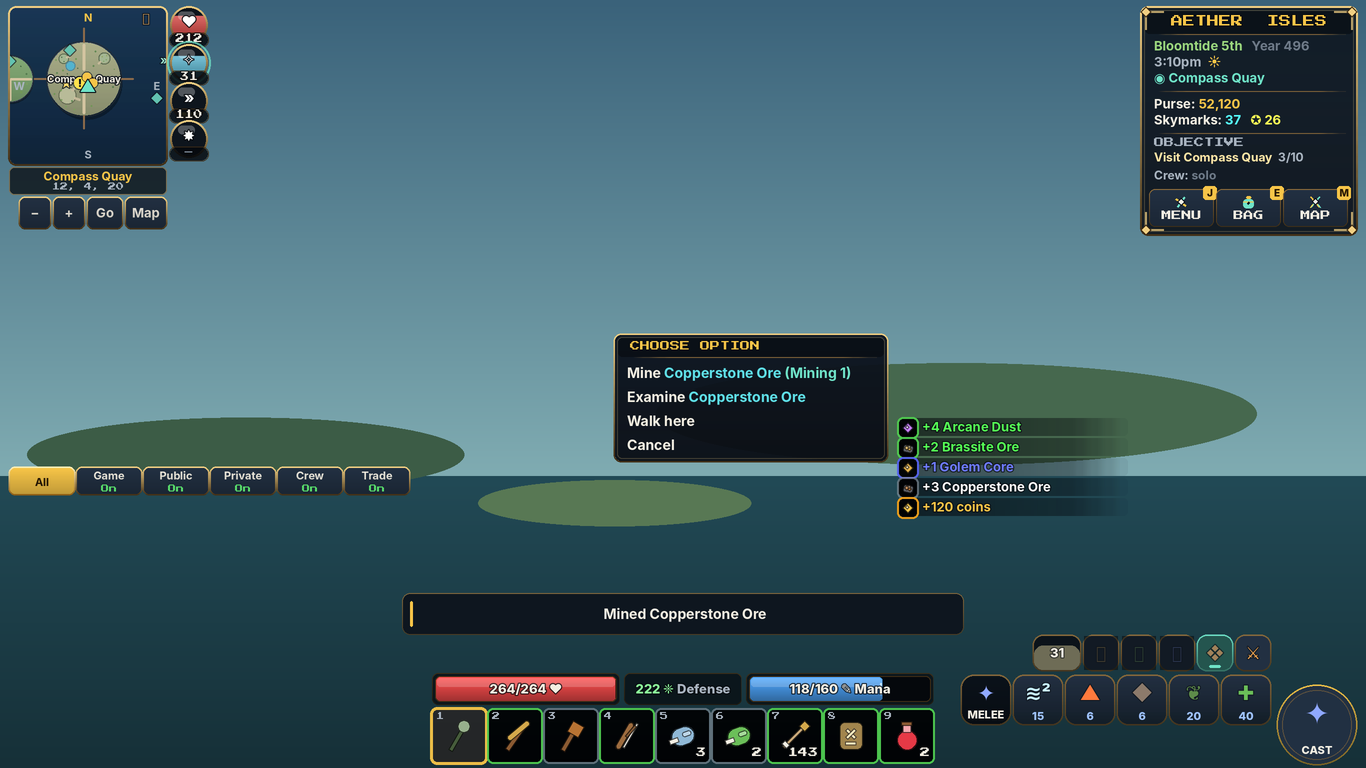 N
W
E
S
Compass Quay
»
Compass Quay
12, 4, 20
−
+
Go
Map
212
31
110
AETHER ISLES
Bloomtide 5th Year 496
3:10pm
Compass Quay
Purse: 52,120
Skymarks: 37 26
OBJECTIVE
Visit Compass Quay 3/10
Crew: solo
J
MENU
E
BAG
M
MAP
CHOOSE OPTION
Mine Copperstone Ore (Mining 1)
Examine Copperstone Ore
Walk here
Cancel
+4 Arcane Dust
+2 Brassite Ore
+1 Golem Core
+3 Copperstone Ore
+120 coins
All
Game On
Public On
Private On
Crew On
Trade On
Mined Copperstone Ore
264/264
222 Defense
118/160 Mana
1
2
3
4
5 3
6 2
7 143
8
9 2
31
MELEE
2 15
6
6
20
40
CAST